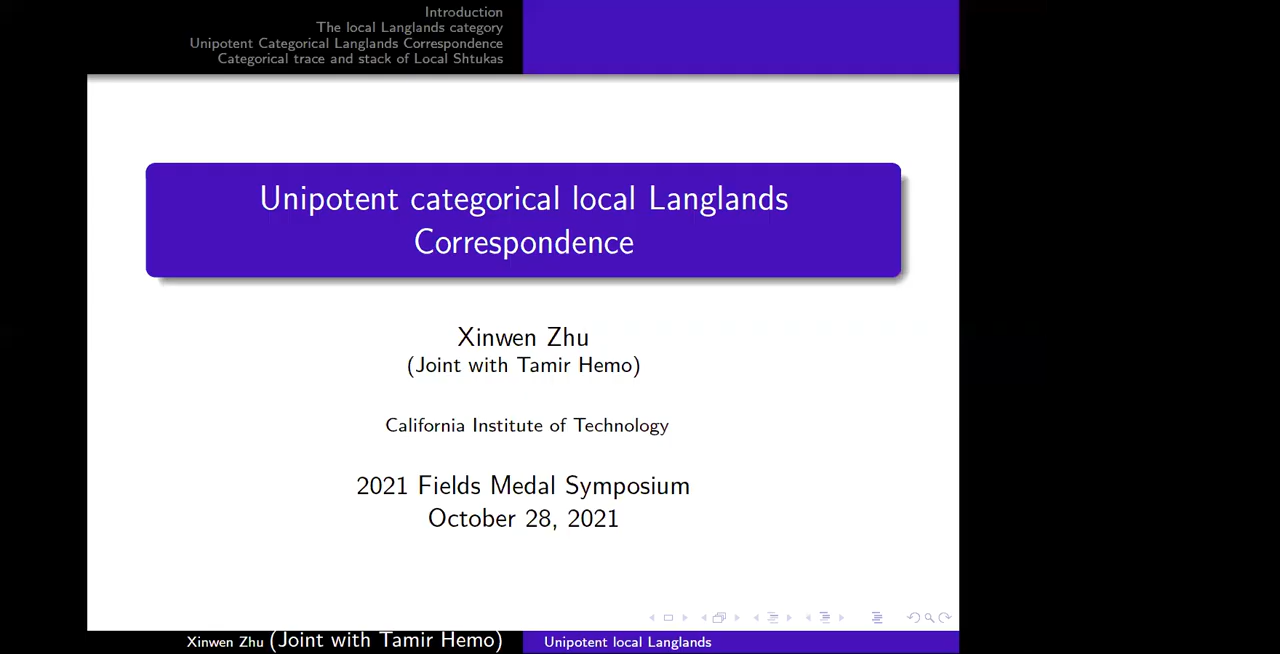 Introduction
The local Langlands category
Unipotent Categorical Langlands Correspondence
Categorical trace and stack of Local Shtukas
Unipotent categorical local Langlands
Correspondence
Xinwen Zhu
(Joint with Tamir Hemo)
California Institute of Technology
2021 Fields Medal Symposium
October 28, 2021
Xinwen Zhu (Joint with Tamir Hemo)
Unipotent local Langlands